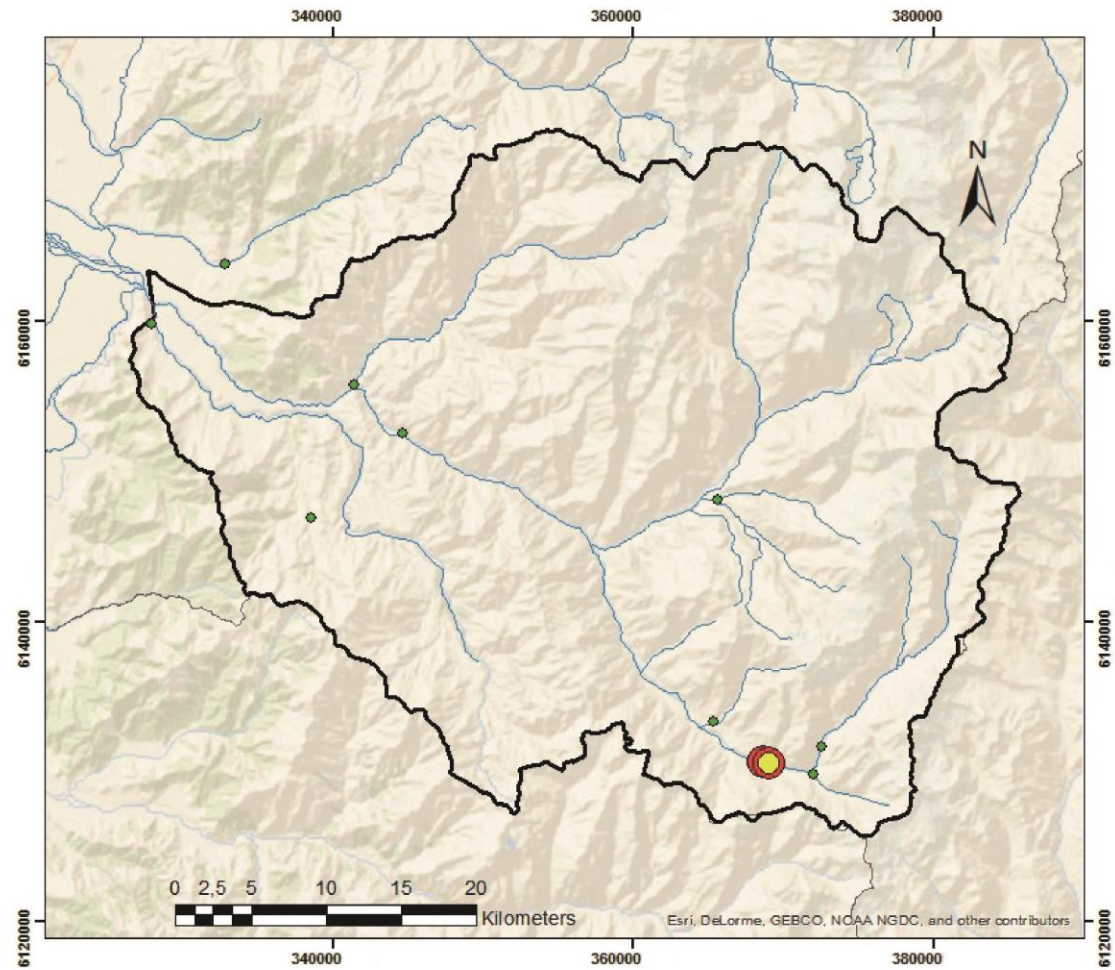 340000 360000 380000
N
6160000 6160000
6140000 6140000
0 2,5 5 10 15 20
Kilometers
Esri, DeLorme, GEBCO, NOAA NGDC, and other contributors
6120000 6120000
340000 360000 380000